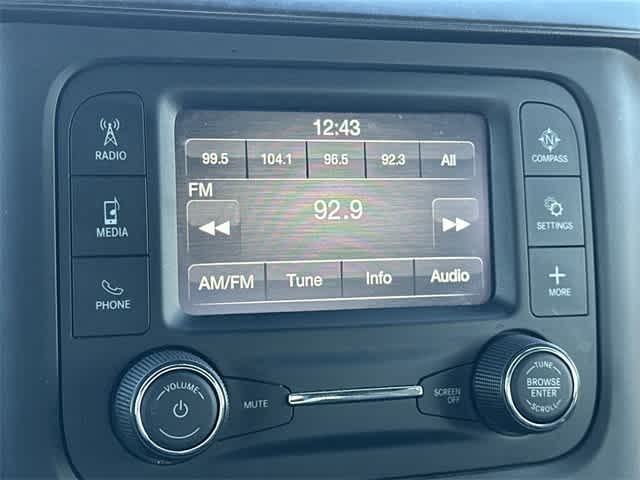 12:43
99.5 104.1 96.5 92.3 All
FM
92.9
AM/FM Tune Info Audio
RADIO
MEDIA
PHONE
COMPASS
SETTINGS
MORE
VOLUME
MUTE
SCREEN
OFF
TUNE
BROWSE
ENTER
SCROLL